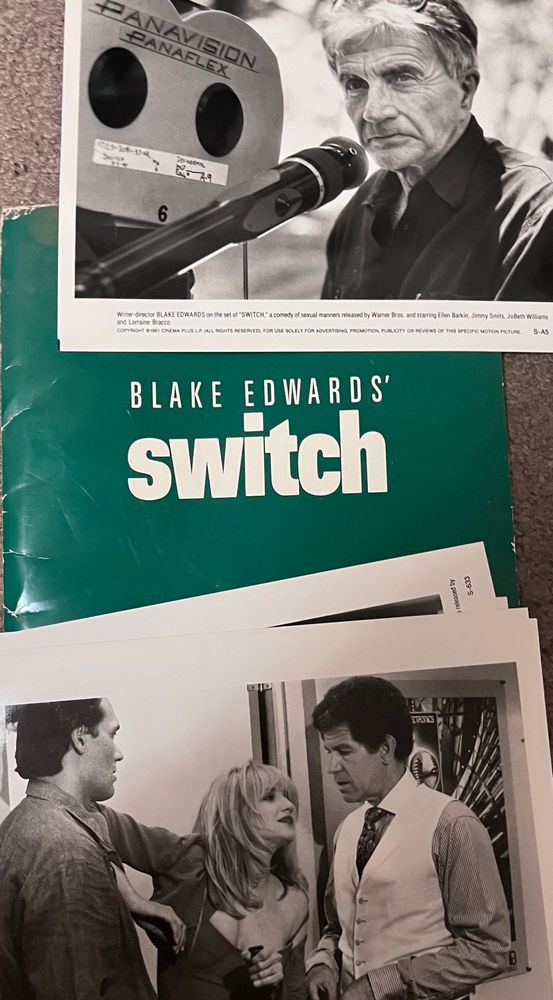 PANAVISION
PANAFLEX
Switch
A-9
6
Writer-director BLAKE EDWARDS on the set of "SWITCH," a comedy of sexual manners released by Warner Bros. and starring Ellen Barkin, Jimmy Smits, JoBeth Williams
and Lorraine Bracco.
COPYRIGHT ©1991 CINEMA PLUS L.P. (ALL RIGHTS RESERVED) FOR USE SOLELY FOR ADVERTISING, PROMOTION, PUBLICITY OR REVIEWS OF THIS SPECIFIC MOTION PICTURE. S-A5
BLAKE EDWARDS'
switch
released by
S-633